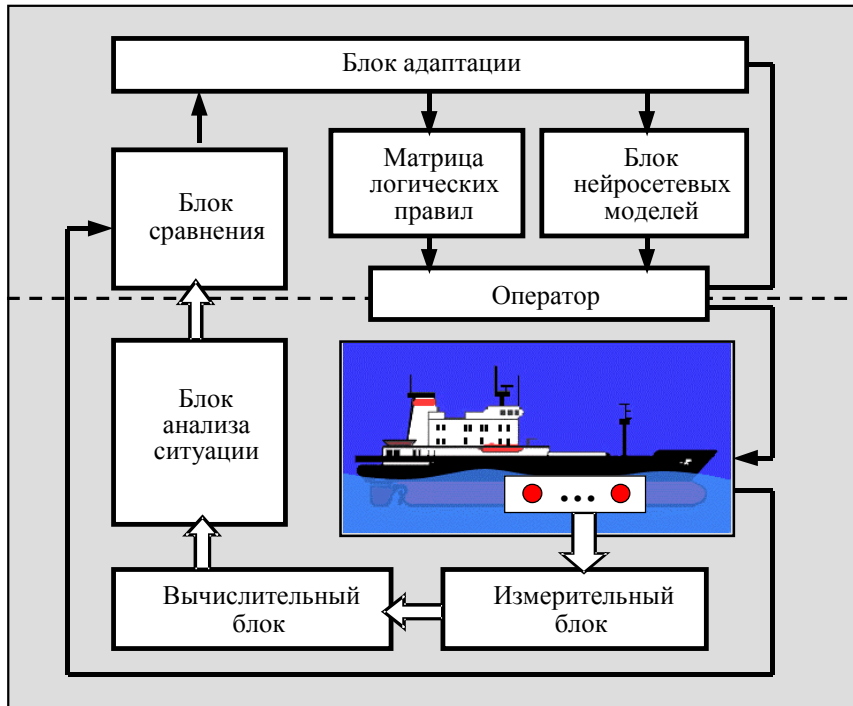 Блок адаптации
Матрица
логических
правил
Блок
нейросетевых
моделей
Блок
сравнения
Оператор
Блок
анализа
ситуации
Вычислительный
блок
Измерительный
блок